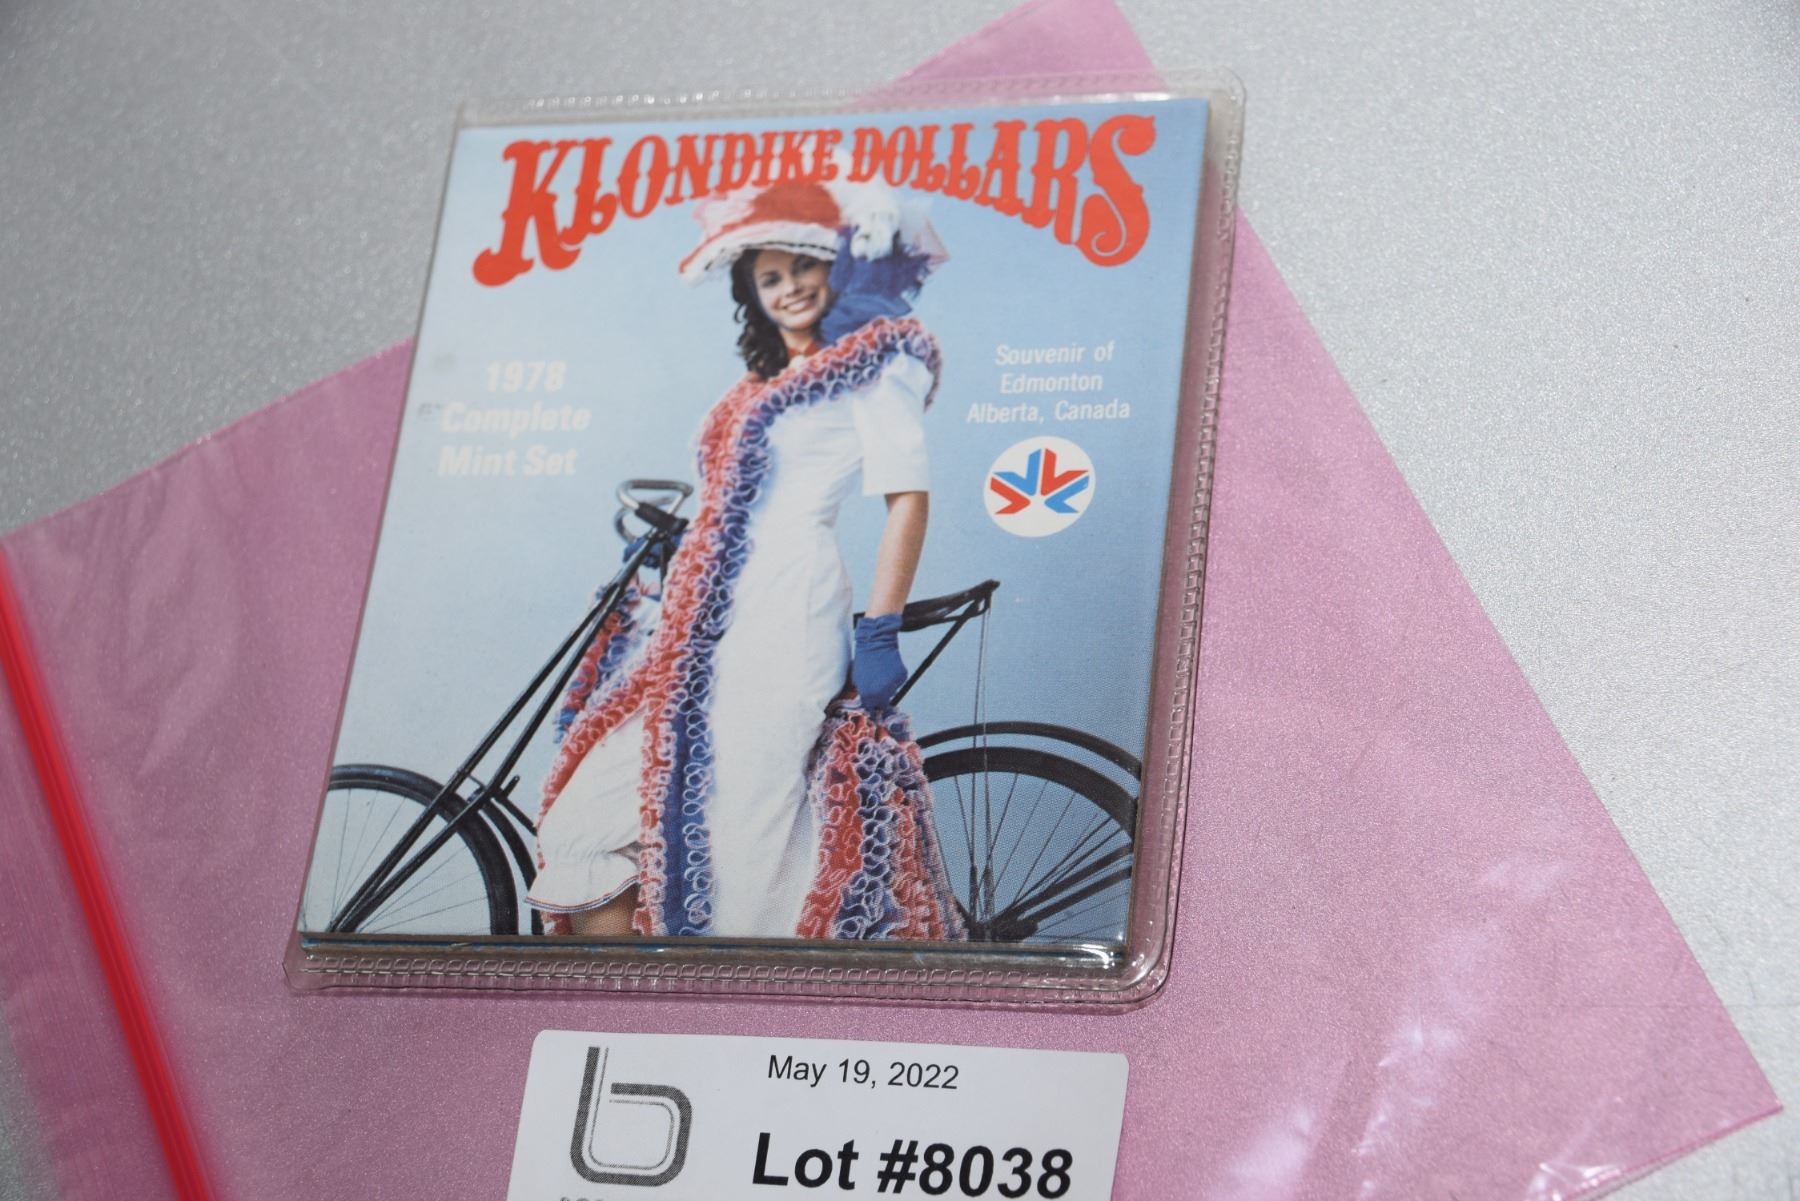 KLONDIKE DOLLARS
1978
Complete
Mint Set
Souvenir of
Edmonton
Alberta, Canada
May 19, 2022
Lot #8038